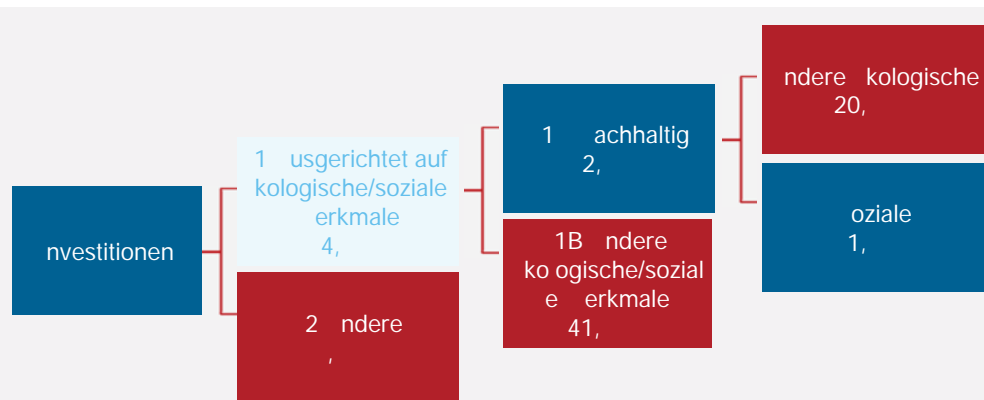 nvestitionen
1 usgerichtet auf
kologische/soziale
erkmale
4,
2 ndere
,
1 achhaltig
2,
1B ndere
ko ogische/sozial
e erkmale
41,
ndere kologische
20,
oziale
1,